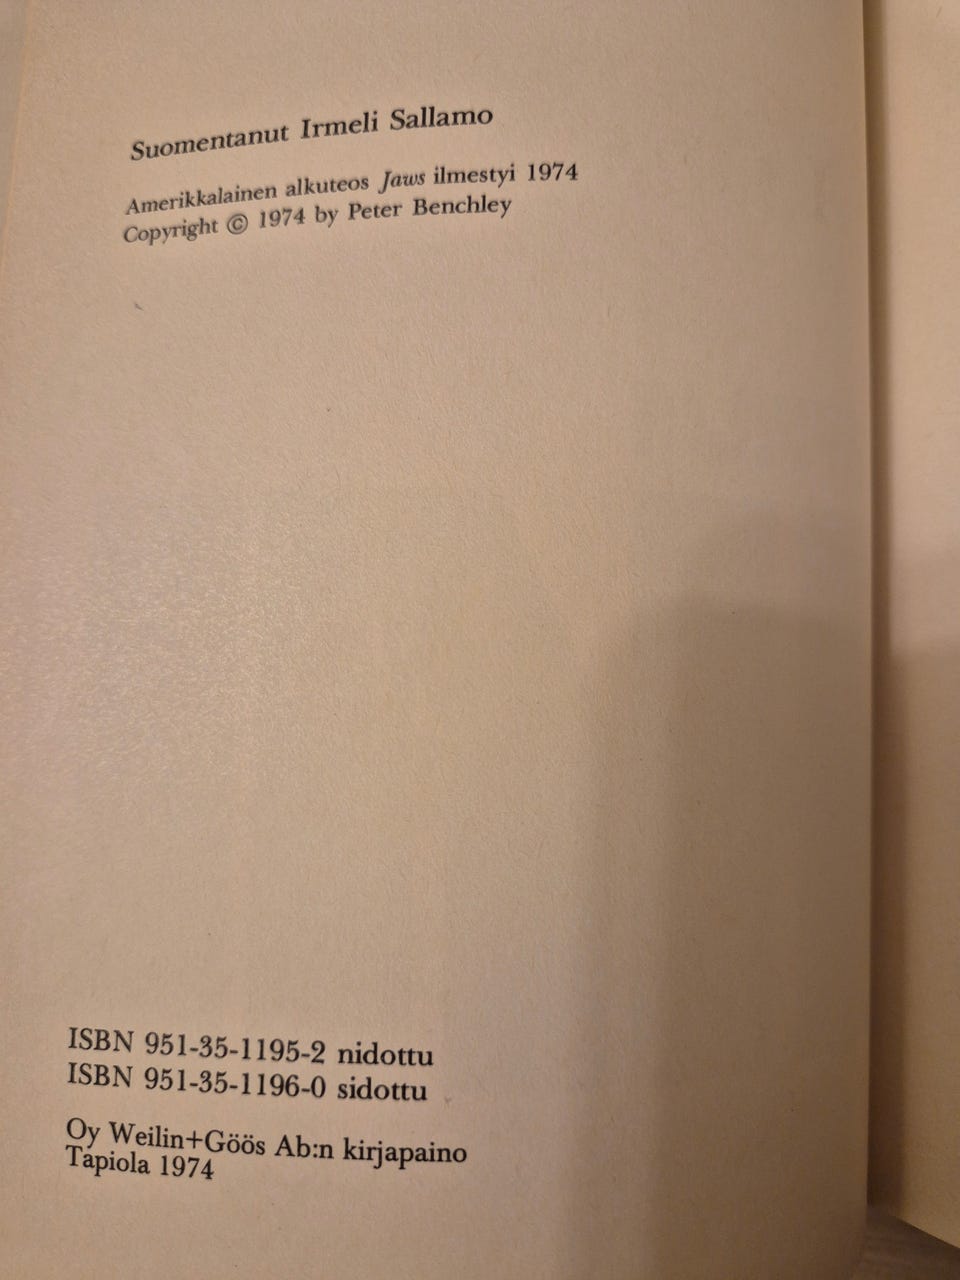 Suomentanut Irmeli Sallamo
Amerikkalainen alkuteos Jaws ilmestyi 1974
Copyright © 1974 by Peter Benchley
ISBN 951-35-1195-2 nidottu
ISBN 951-35-1196-0 sidottu
Oy Weilin+Göös Ab:n kirjapaino
Tapiola 1974